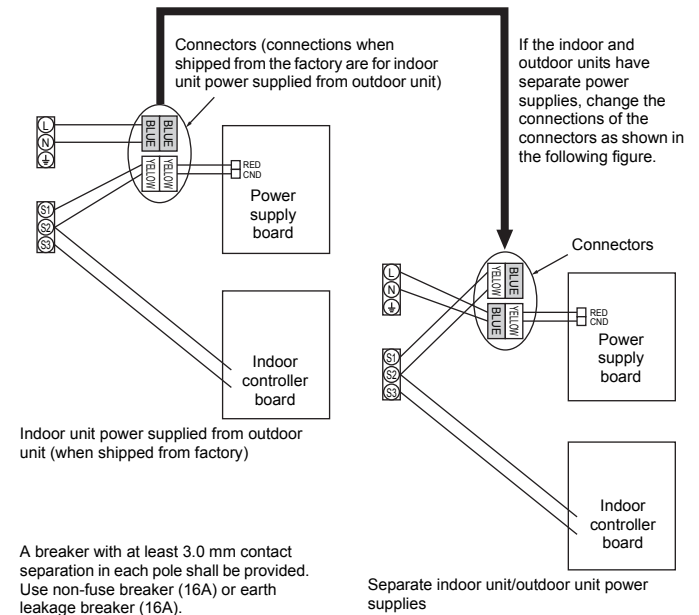 Connectors (connections when
shipped from the factory are for indoor
unit power supplied from outdoor unit)
If the indoor and
outdoor units have
separate power
supplies, change the
connections of the
connectors as shown in
the following figure.
L
N
BLUE
BLUE
YELLOW
YELLOW
RED
CND
Power
supply
board
S1
S2
S3
Indoor
controller
board
Indoor unit power supplied from outdoor
unit (when shipped from factory)
Connectors
L
N
YELLOW
BLUE
BLUE
YELLOW
RED
CND
Power
supply
board
S1
S2
S3
Indoor
controller
board
Separate indoor unit/outdoor unit power
supplies
A breaker with at least 3.0 mm contact
separation in each pole shall be provided.
Use non-fuse breaker (16A) or earth
leakage breaker (16A).